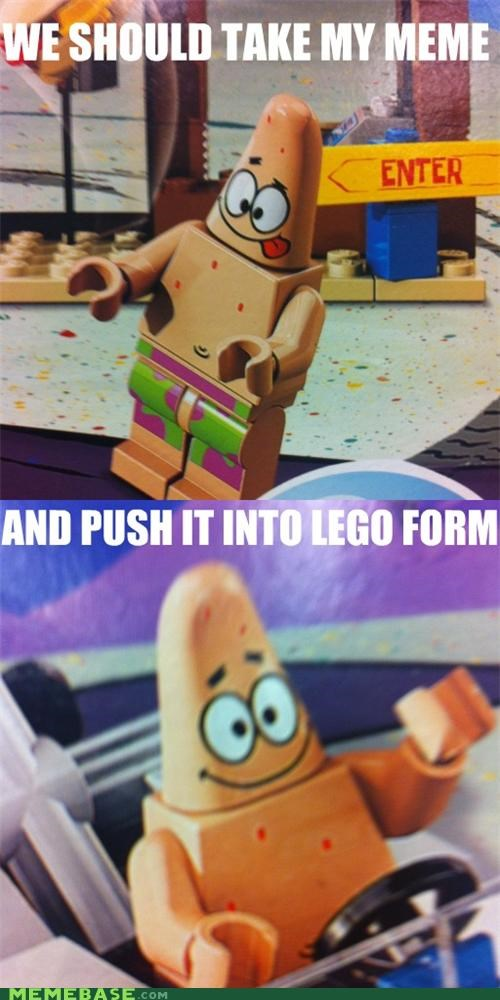 WE SHOULD TAKE MY MEME
ENTER
AND PUSH IT INTO LEGO FORM
MEMEBASE.COM